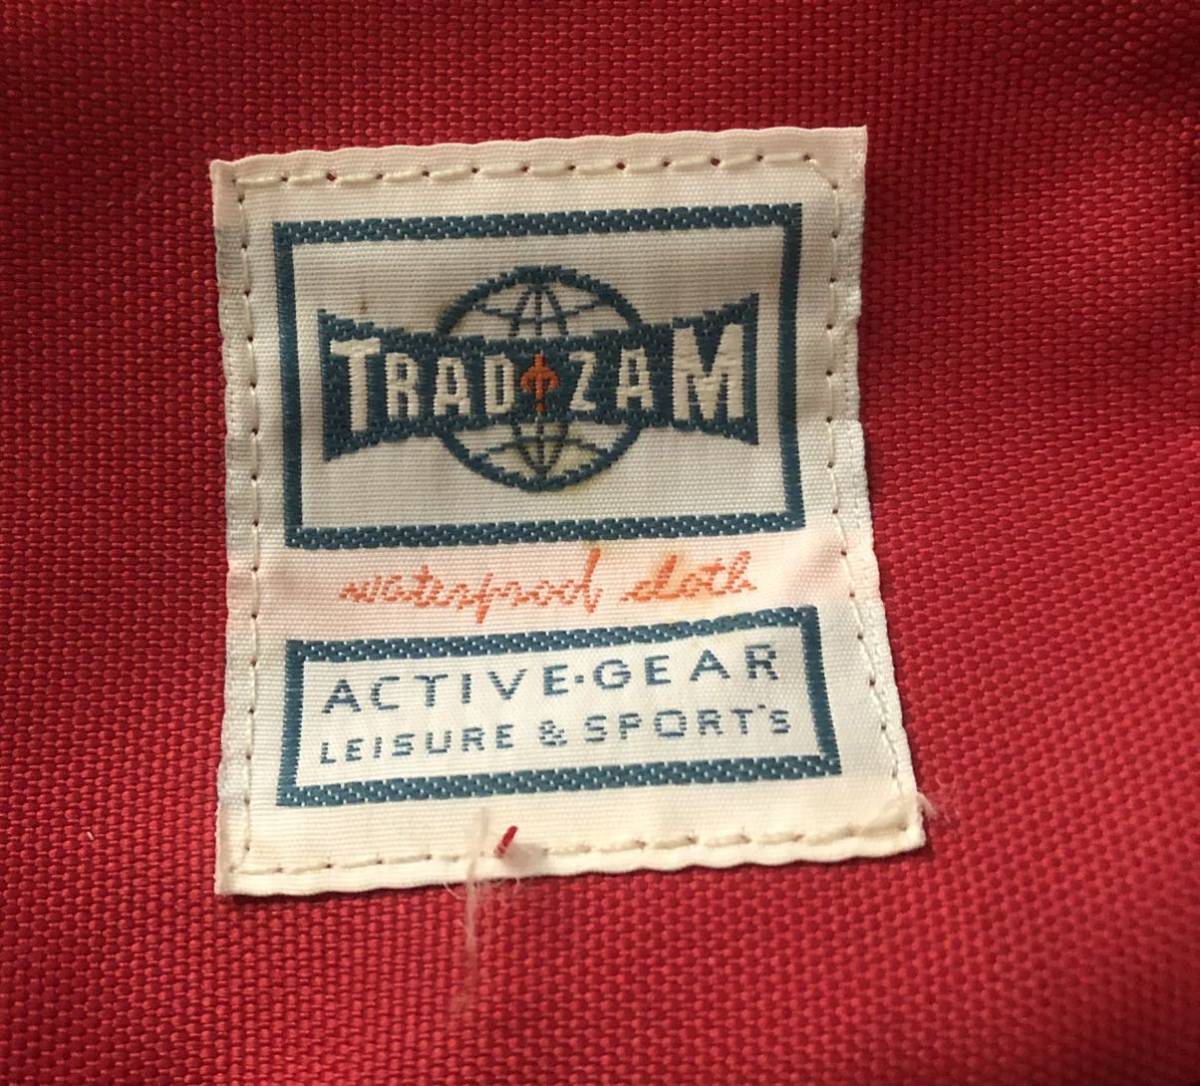 TRAD ZAM
waterproof cloth
ACTIVE·GEAR
LEISURE & SPORT'S